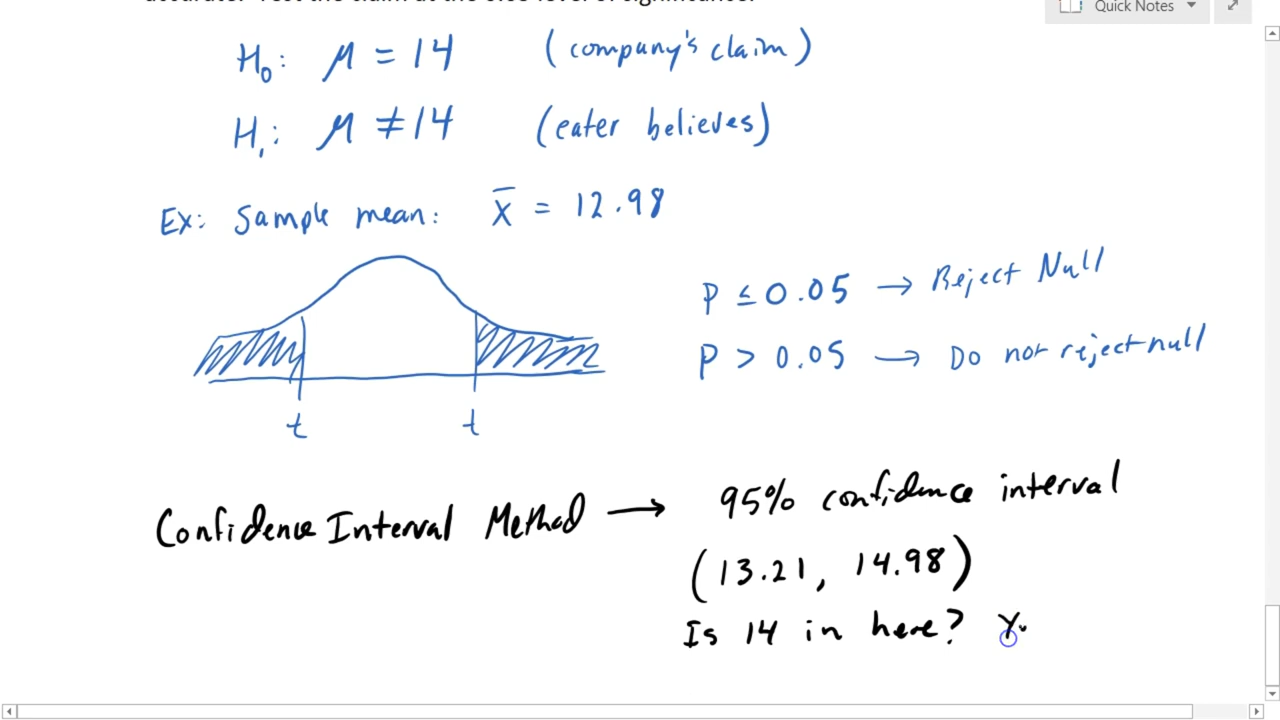 Quick Notes
H₀: μ = 14 (company's claim)
H₁: μ ≠ 14 (eater believes)
Ex: Sample mean: x̄ = 12.98
P ≤ 0.05 → Reject Null
P > 0.05 → Do not reject null
t t
Confidence Interval Method → 95% confidence interval
(13.21, 14.98)
Is 14 in here? Y